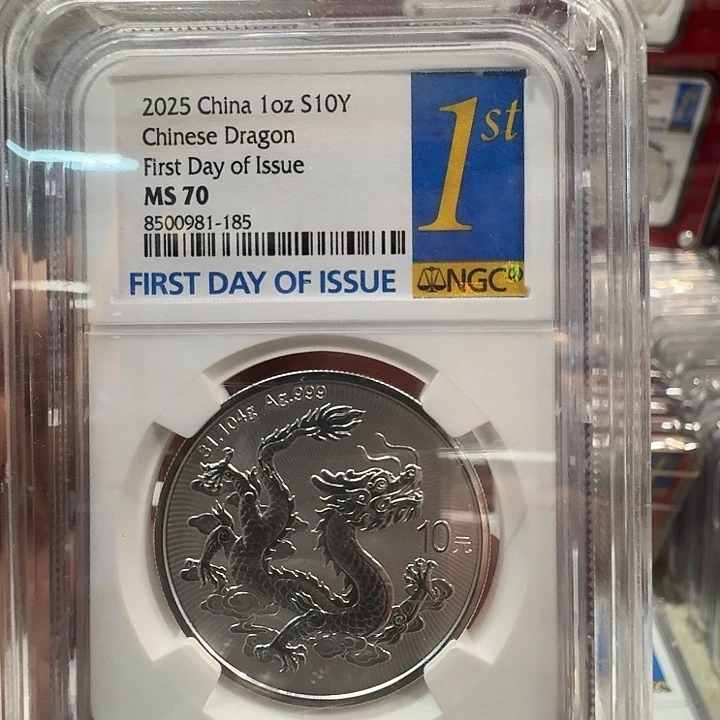 2025 China 1oz S10Y
Chinese Dragon
First Day of Issue
MS 70
8500981-185
FIRST DAY OF ISSUE
1st
NGC
31.104g Ag.999
10元